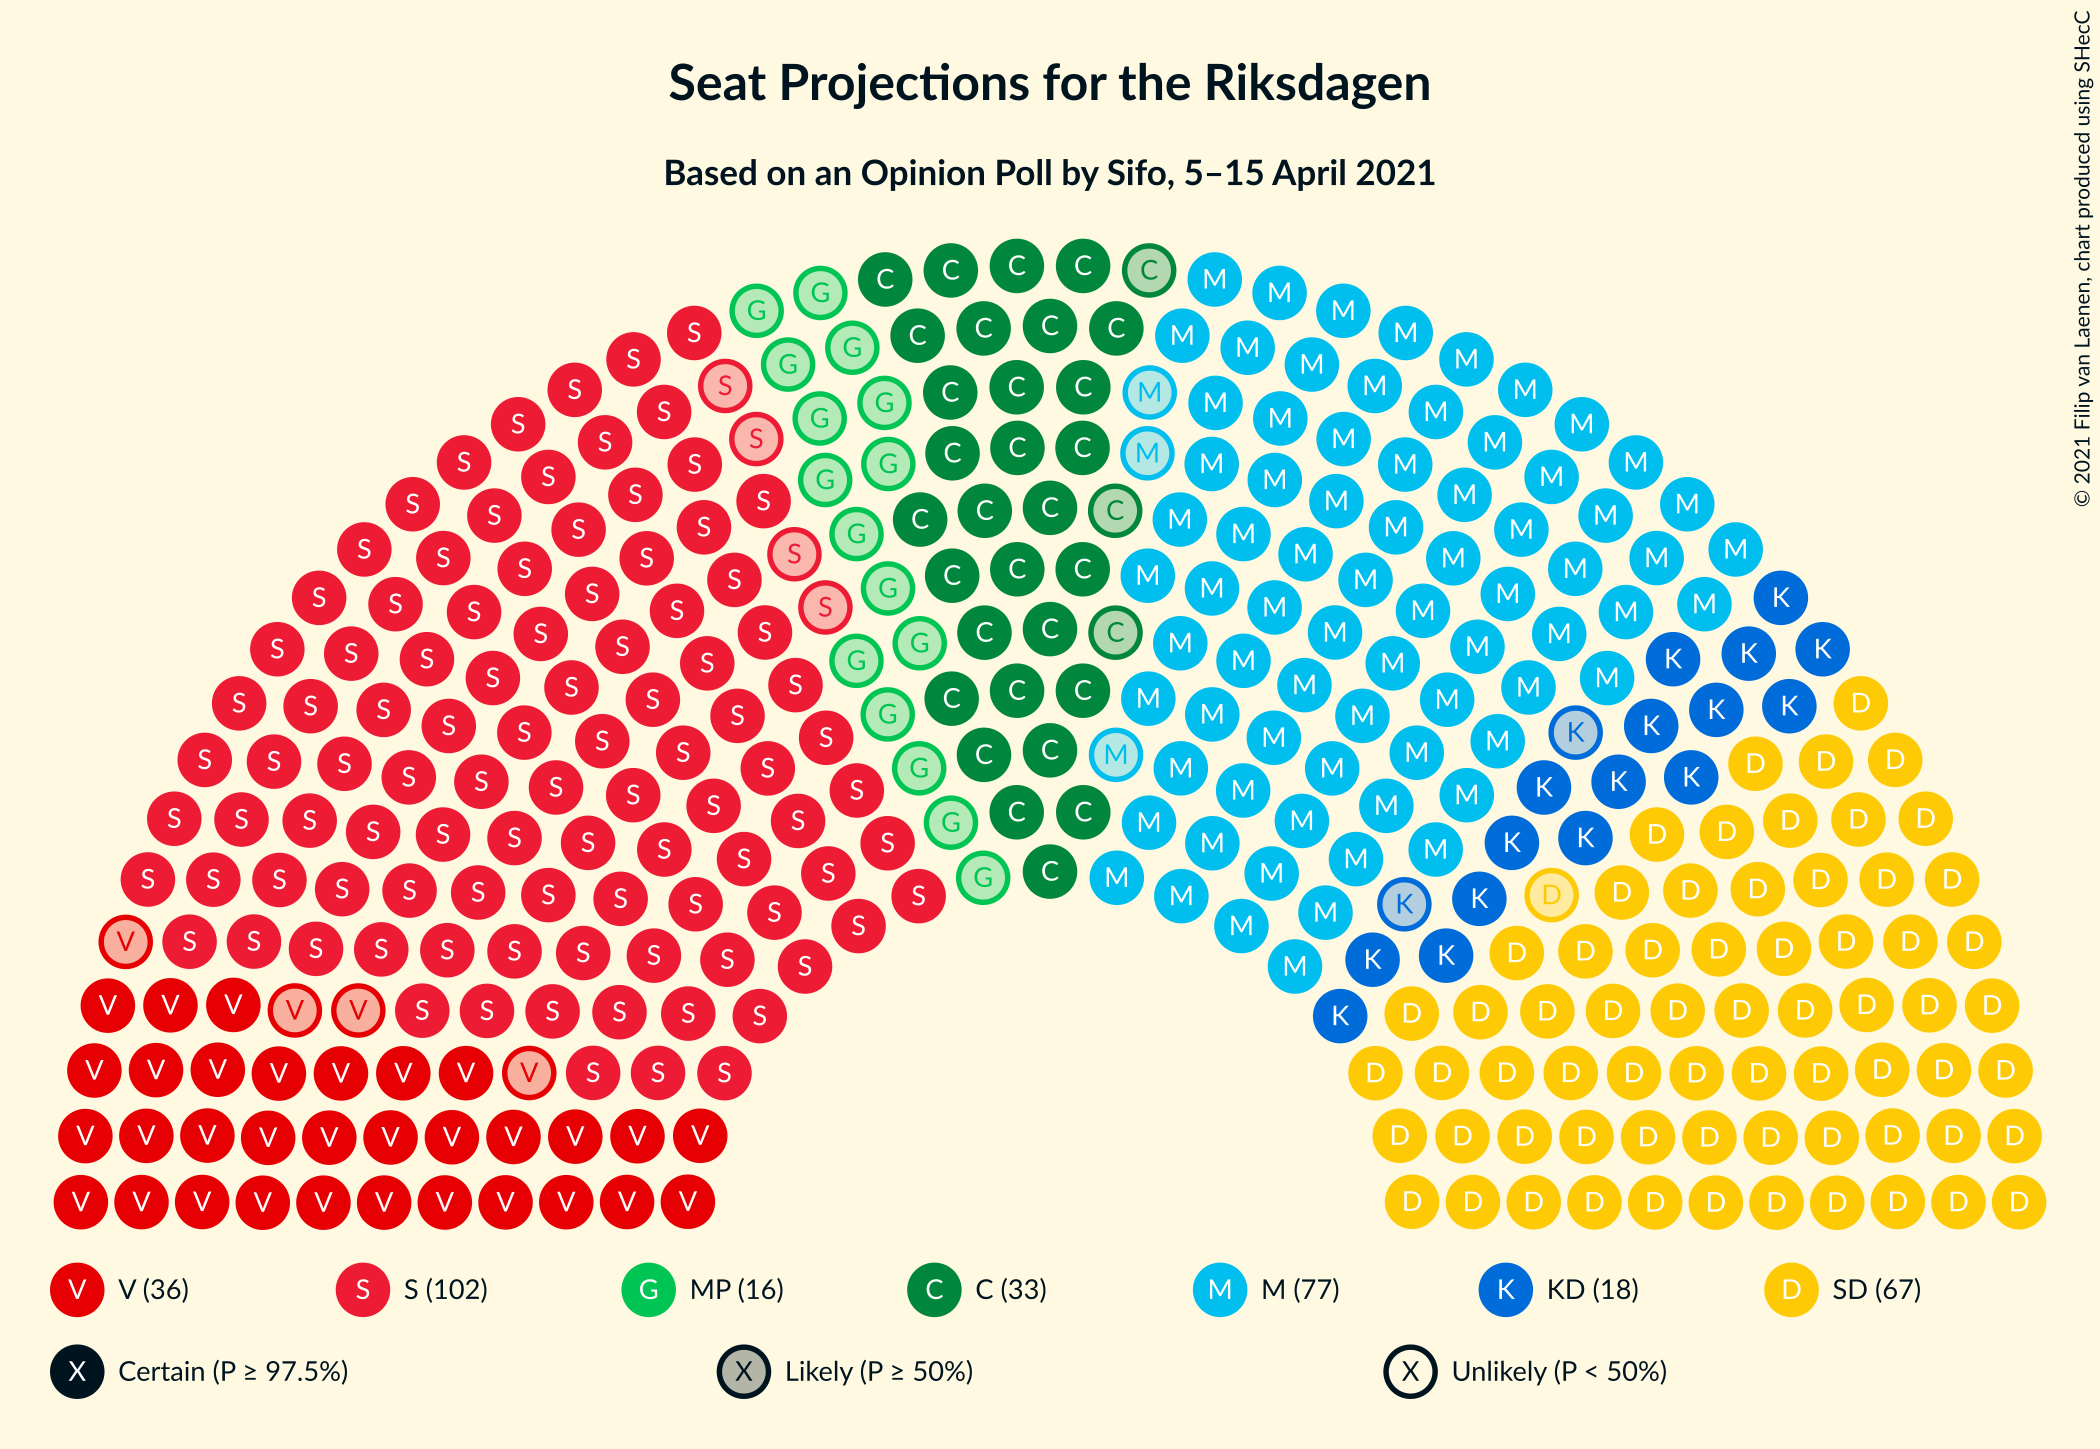 Seat Projections for the Riksdagen
Based on an Opinion Poll by Sifo, 5–15 April 2021
© 2021 Filip van Laenen, chart produced using SHecC
V V (36) S S (102) G MP (16) C C (33) M M (77) K KD (18) D SD (67)
X Certain (P ≥ 97.5%) X Likely (P ≥ 50%) X Unlikely (P < 50%)